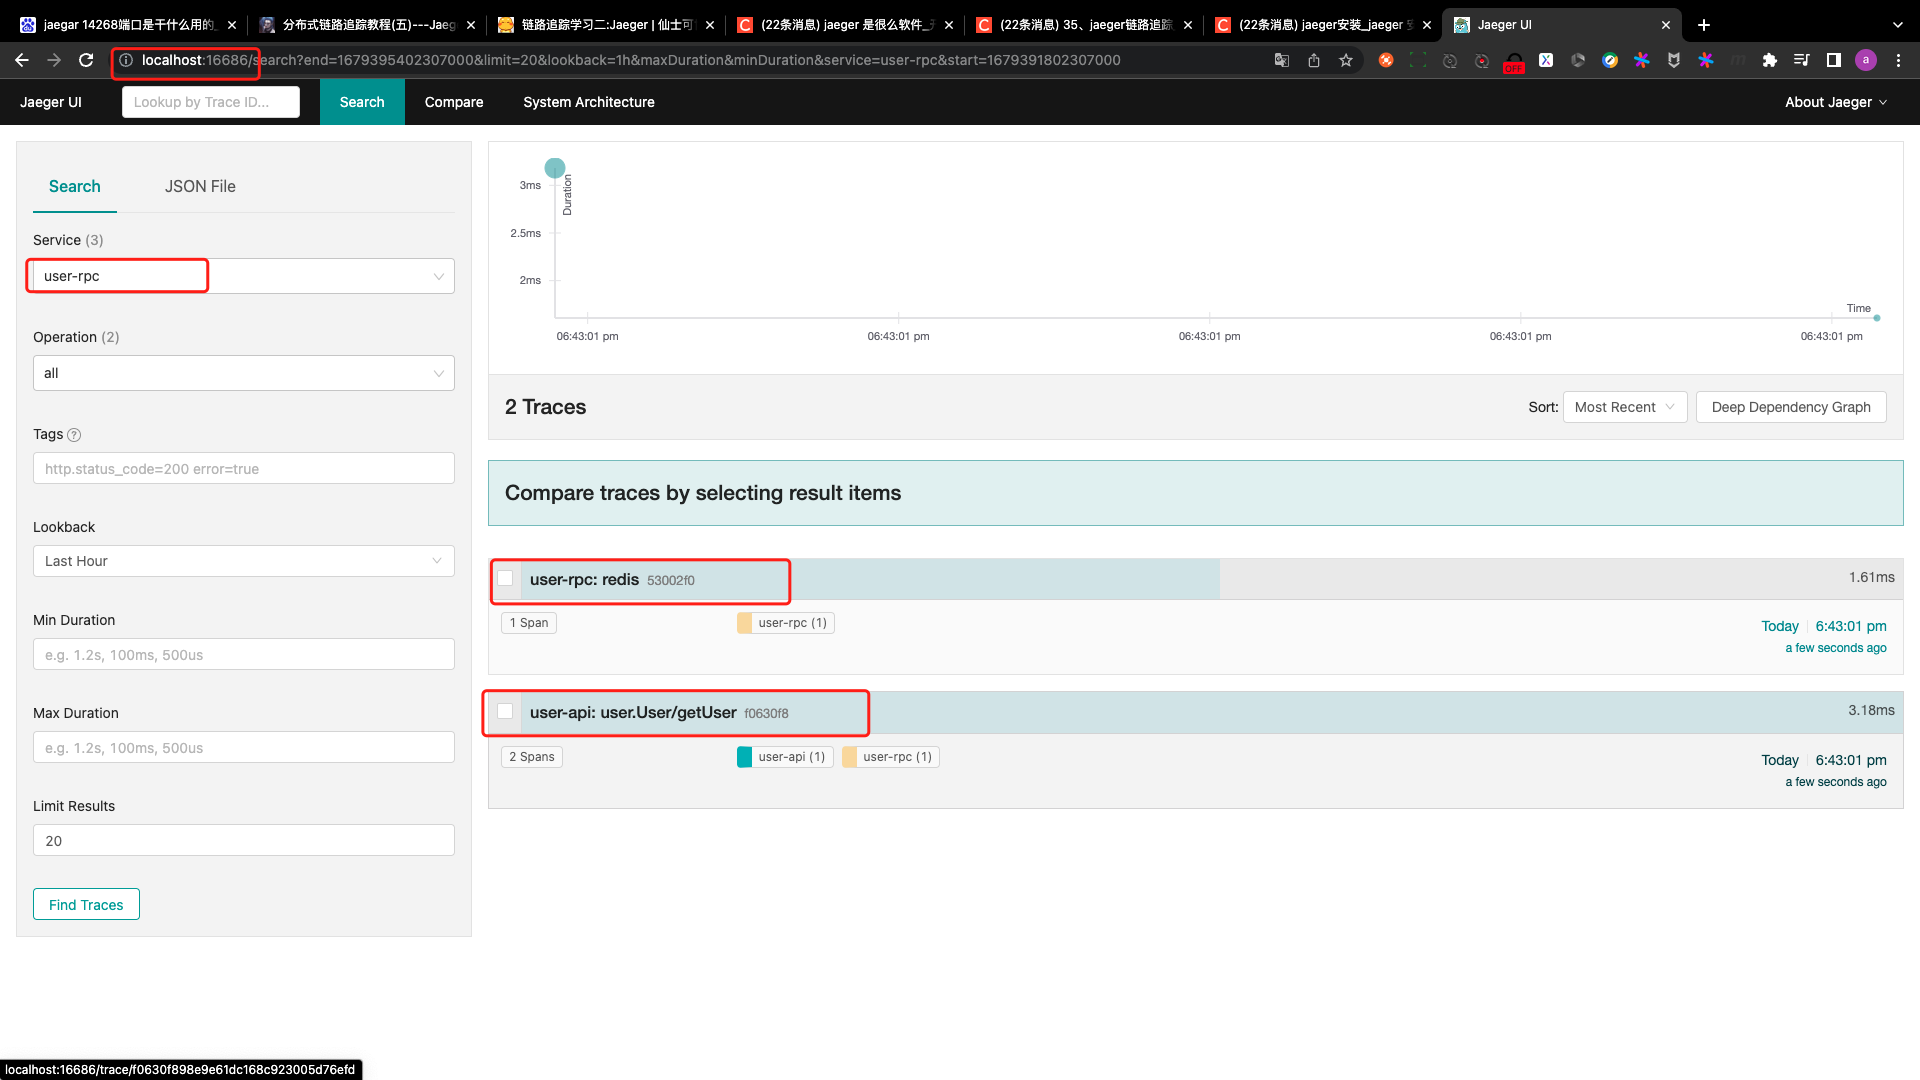 jaegar 14268端口是干什么用的_
分布式链路追踪教程(五)---Jaeg
链路追踪学习二:Jaeger | 仙士可
(22条消息) jaeger 是很么软件_
(22条消息) 35、jaeger链路追踪
(22条消息) jaeger安装_jaeger
Jaeger UI
localhost:16686/search?end=1679395402307000&limit=20&lookback=1h&maxDuration&minDuration&service=user-rpc&start=1679391802307000
OFF
a
Jaeger UI
Lookup by Trace ID...
Search
Compare
System Architecture
About Jaeger
Search
JSON File
Service (3)
user-rpc
Operation (2)
all
Tags
http.status_code=200 error=true
Lookback
Last Hour
Min Duration
e.g. 1.2s, 100ms, 500us
Max Duration
e.g. 1.2s, 100ms, 500us
Limit Results
20
Find Traces
Duration
3ms
2.5ms
2ms
Time
06:43:01 pm
06:43:01 pm
06:43:01 pm
06:43:01 pm
06:43:01 pm
2 Traces
Sort:
Most Recent
Deep Dependency Graph
Compare traces by selecting result items
user-rpc: redis 53002f0
1.61ms
1 Span
user-rpc (1)
Today | 6:43:01 pm
a few seconds ago
user-api: user.User/getUser f0630f8
3.18ms
2 Spans
user-api (1)
user-rpc (1)
Today | 6:43:01 pm
a few seconds ago
localhost:16686/trace/f0630f898e9e61dc168c923005d76efd